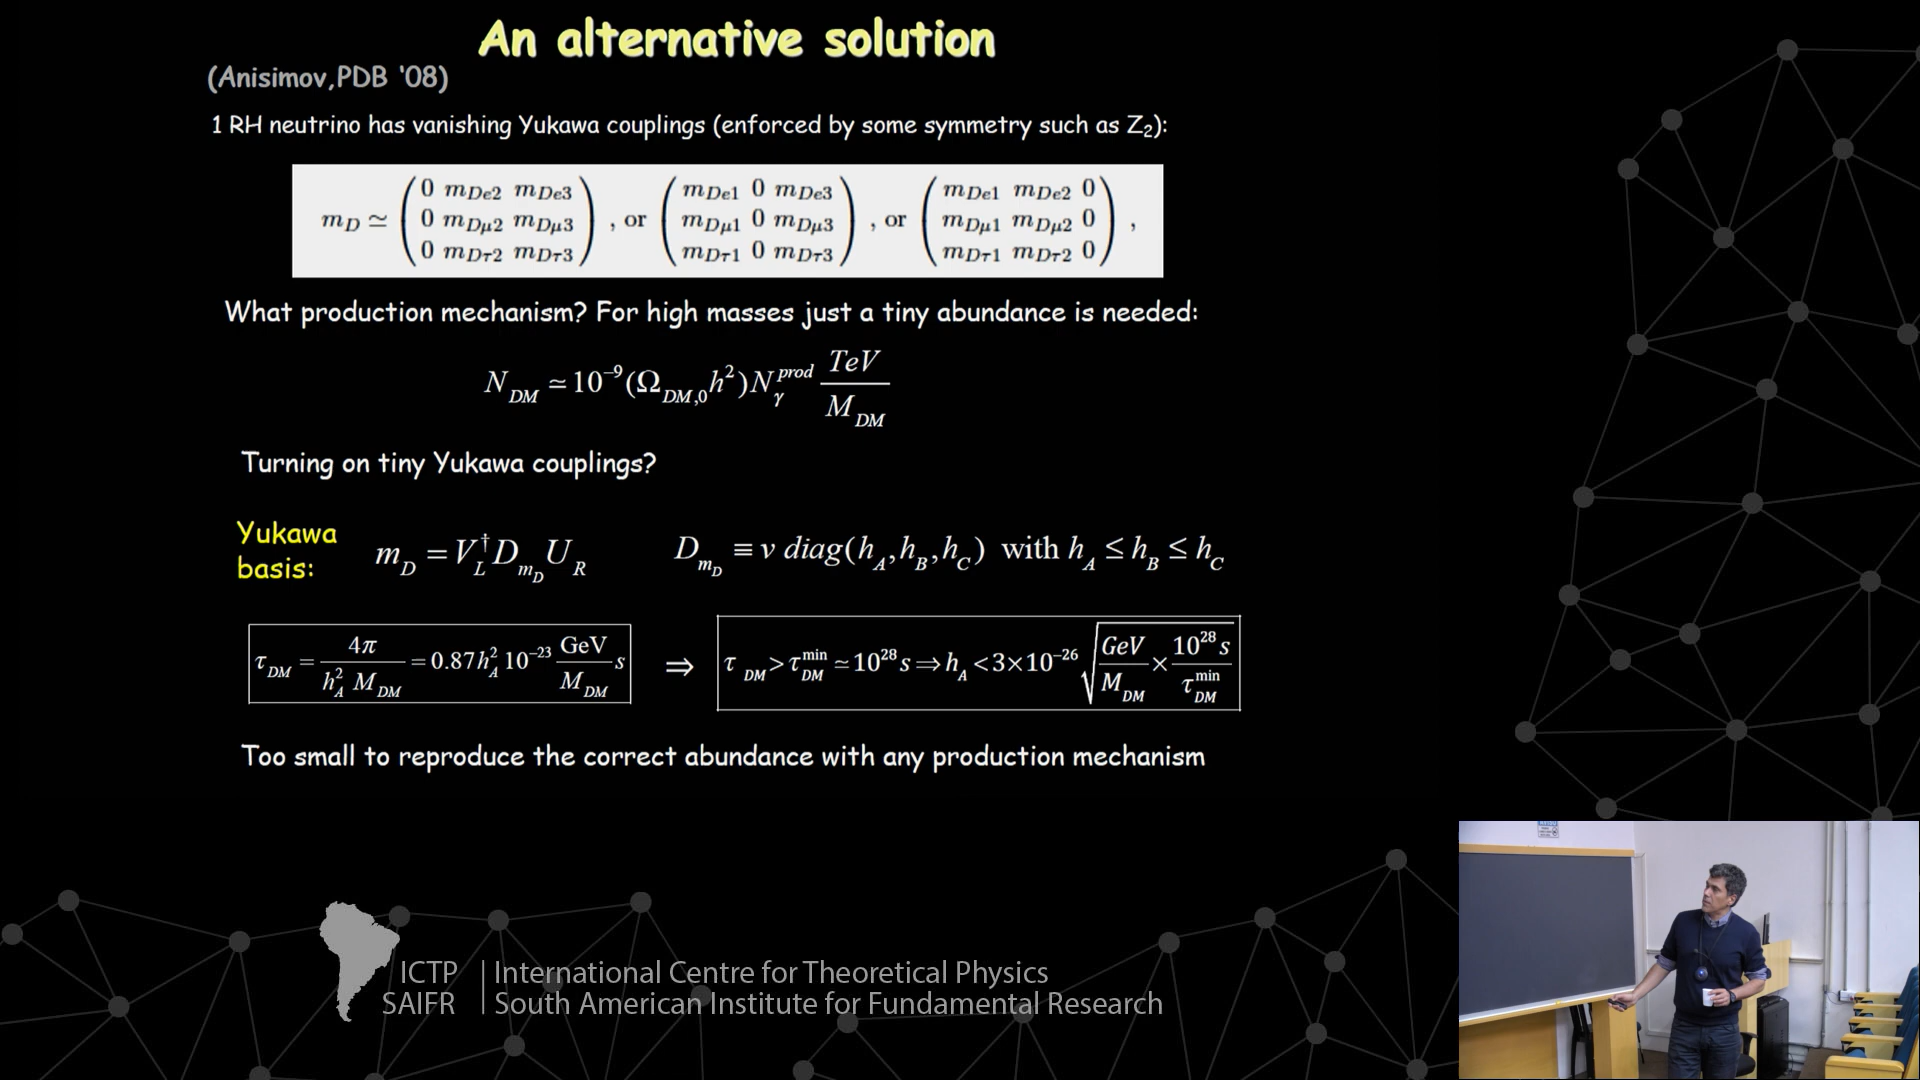 An alternative solution
(Anisimov,PDB '08)
1 RH neutrino has vanishing Yukawa couplings (enforced by some symmetry such as Z₂):
m_D ≃ ( 0 m_De2 m_De3 ; 0 m_Dμ2 m_Dμ3 ; 0 m_Dτ2 m_Dτ3 ) , or ( m_De1 0 m_De3 ; m_Dμ1 0 m_Dμ3 ; m_Dτ1 0 m_Dτ3 ) , or ( m_De1 m_De2 0 ; m_Dμ1 m_Dμ2 0 ; m_Dτ1 m_Dτ2 0 ) ,
What production mechanism? For high masses just a tiny abundance is needed:
N_DM ≃ 10⁻⁹(Ω_DM,0 h²) N_γ^prod TeV / M_DM
Turning on tiny Yukawa couplings?
Yukawa basis: m_D = V_L^† D_{m_D} U_R D_{m_D} ≡ v diag(h_A, h_B, h_C) with h_A ≤ h_B ≤ h_C
τ_DM = 4π / (h_A² M_DM) = 0.87 h_A² 10⁻²³ GeV / M_DM s ⇒ τ_DM > τ_DM^min ≃ 10²⁸ s ⇒ h_A < 3×10⁻²⁶ √( GeV / M_DM × 10²⁸ s / τ_DM^min )
Too small to reproduce the correct abundance with any production mechanism
ICTP | International Centre for Theoretical Physics
SAIFR | South American Institute for Fundamental Research